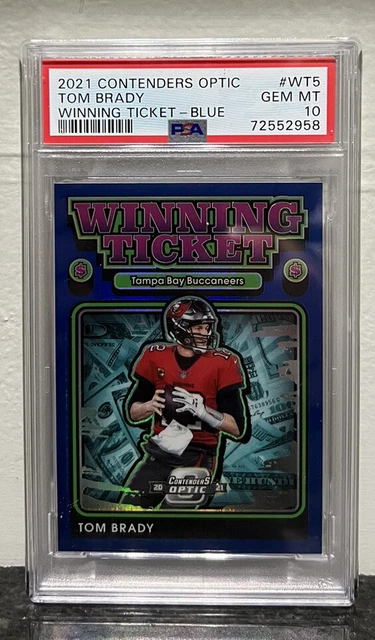 2021 CONTENDERS OPTIC #WT5
TOM BRADY GEM MT
WINNING TICKET – BLUE 10
PSA 72552958
WINNING
TICKET
$ $
Tampa Bay Buccaneers
12
CONTENDERS
20 OPTIC 21
TOM BRADY